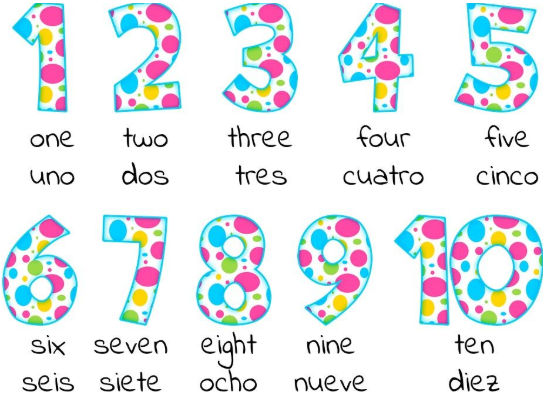 1 2 3 4 5
one two three four five
uno dos tres cuatro cinco
6 7 8 9 10
six seven eight nine ten
seis siete ocho nueve diez